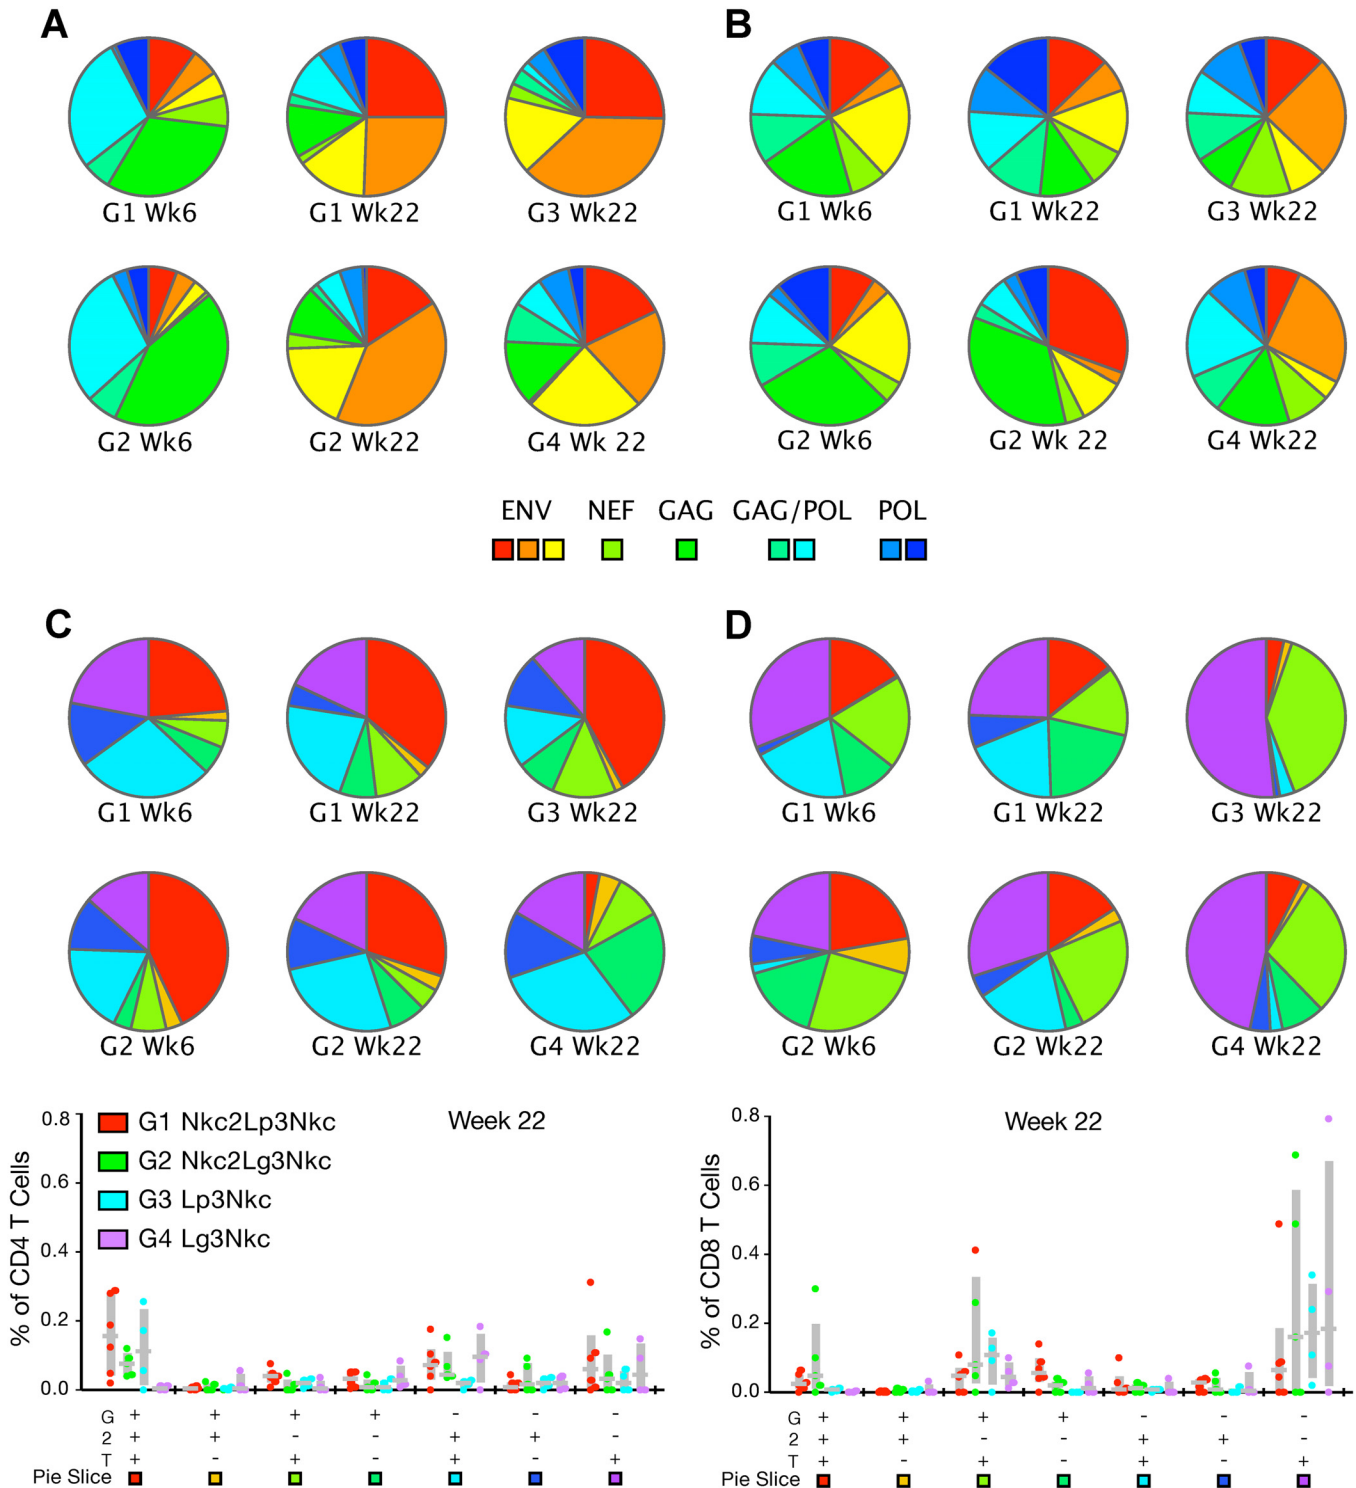 A
B
G1 Wk6
G1 Wk22
G3 Wk22
G1 Wk6
G1 Wk22
G3 Wk22
G2 Wk6
G2 Wk22
G4 Wk 22
G2 Wk6
G2 Wk 22
G4 Wk22
ENV NEF GAG GAG/POL POL
C
D
G1 Wk6
G1 Wk22
G3 Wk22
G1 Wk6
G1 Wk22
G3 Wk22
G2 Wk6
G2 Wk22
G4 Wk22
G2 Wk6
G2 Wk22
G4 Wk22
% of CD4 T Cells
0.8
0.6
0.4
0.2
0.0
G1 Nkc2Lp3Nkc
G2 Nkc2Lg3Nkc
G3 Lp3Nkc
G4 Lg3Nkc
Week 22
G + + + + - - -
2 + + - - + + -
T + - + - + - +
Pie Slice
% of CD8 T Cells
0.8
0.6
0.4
0.2
0.0
Week 22
G + + + + - - -
2 + + - - + + -
T + - + - + - +
Pie Slice